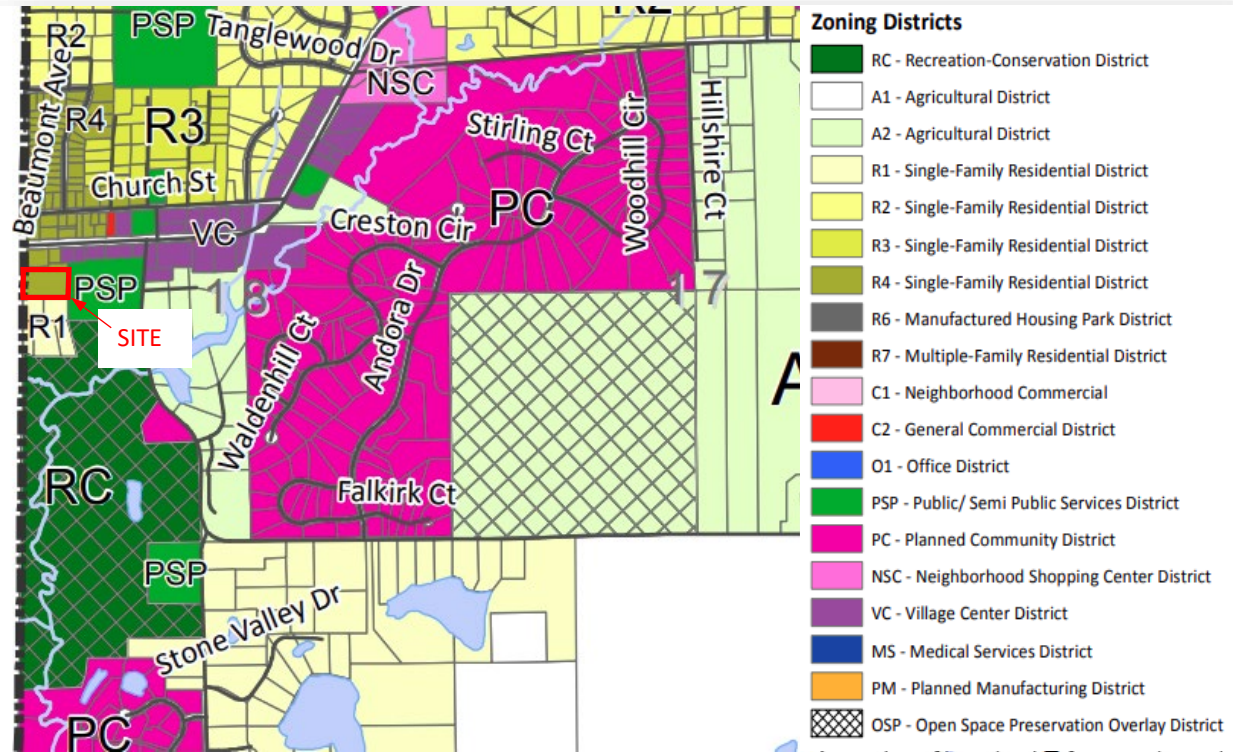 R2
PSP
Tanglewood Dr
R2
NSC
Beaumont Ave
R4
R3
Stirling Ct
Woodhill Cir
Hillshire Ct
Church St
PC
Creston Cir
VC
PSP
18
17
R1
SITE
Andora Dr
Waldenhill Ct
A
RC
Falkirk Ct
PSP
Stone Valley Dr
PC
Zoning Districts
RC - Recreation-Conservation District
A1 - Agricultural District
A2 - Agricultural District
R1 - Single-Family Residential District
R2 - Single-Family Residential District
R3 - Single-Family Residential District
R4 - Single-Family Residential District
R6 - Manufactured Housing Park District
R7 - Multiple-Family Residential District
C1 - Neighborhood Commercial
C2 - General Commercial District
O1 - Office District
PSP - Public/ Semi Public Services District
PC - Planned Community District
NSC - Neighborhood Shopping Center District
VC - Village Center District
MS - Medical Services District
PM - Planned Manufacturing District
OSP - Open Space Preservation Overlay District